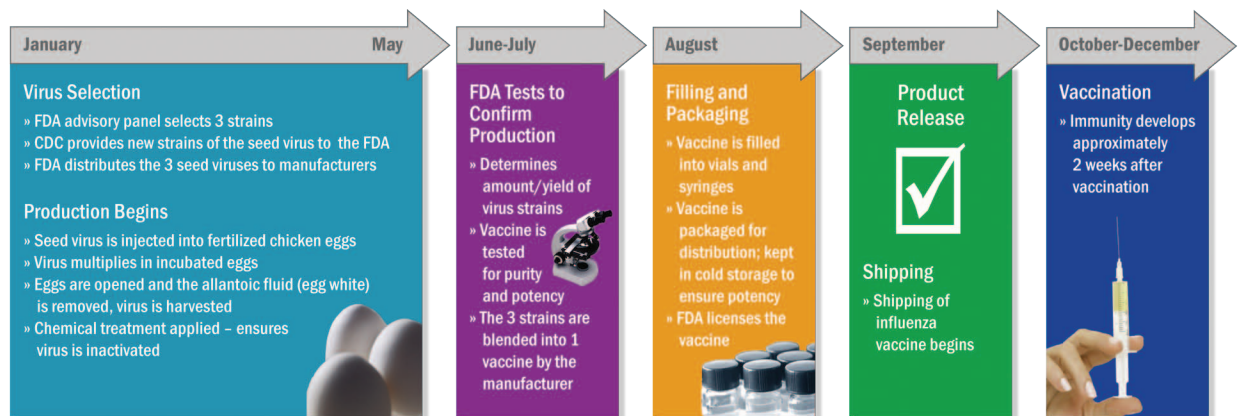 January
May
Virus Selection
» FDA advisory panel selects 3 strains
» CDC provides new strains of the seed virus to the FDA
» FDA distributes the 3 seed viruses to manufacturers
Production Begins
» Seed virus is injected into fertilized chicken eggs
» Virus multiplies in incubated eggs
» Eggs are opened and the allantoic fluid (egg white)
is removed, virus is harvested
» Chemical treatment applied – ensures
virus is inactivated
June-July
FDA Tests to
Confirm
Production
» Determines
amount/yield of
virus strains
» Vaccine is
tested
for purity
and potency
» The 3 strains are
blended into 1
vaccine by the
manufacturer
August
Filling and
Packaging
» Vaccine is filled
into vials and
syringes
» Vaccine is
packaged for
distribution; kept
in cold storage to
ensure potency
» FDA licenses the
vaccine
September
Product
Release
Shipping
» Shipping of
influenza
vaccine begins
October-December
Vaccination
» Immunity develops
approximately
2 weeks after
vaccination